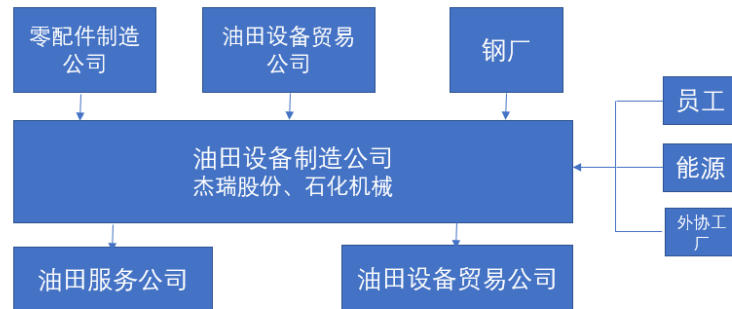 零配件制造
公司
油田设备贸易
公司
钢厂
员工
油田设备制造公司
杰瑞股份、石化机械
能源
外协工
厂
油田服务公司
油田设备贸易公司